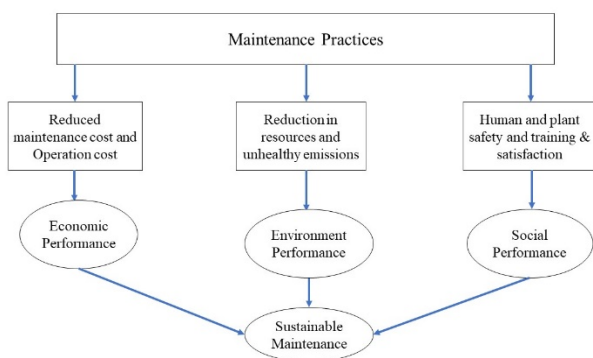 Maintenance Practices
Reduced
maintenance cost and
Operation cost
Reduction in
resources and
unhealthy emissions
Human and plant
safety and training &
satisfaction
Economic
Performance
Environment
Performance
Social
Performance
Sustainable
Maintenance